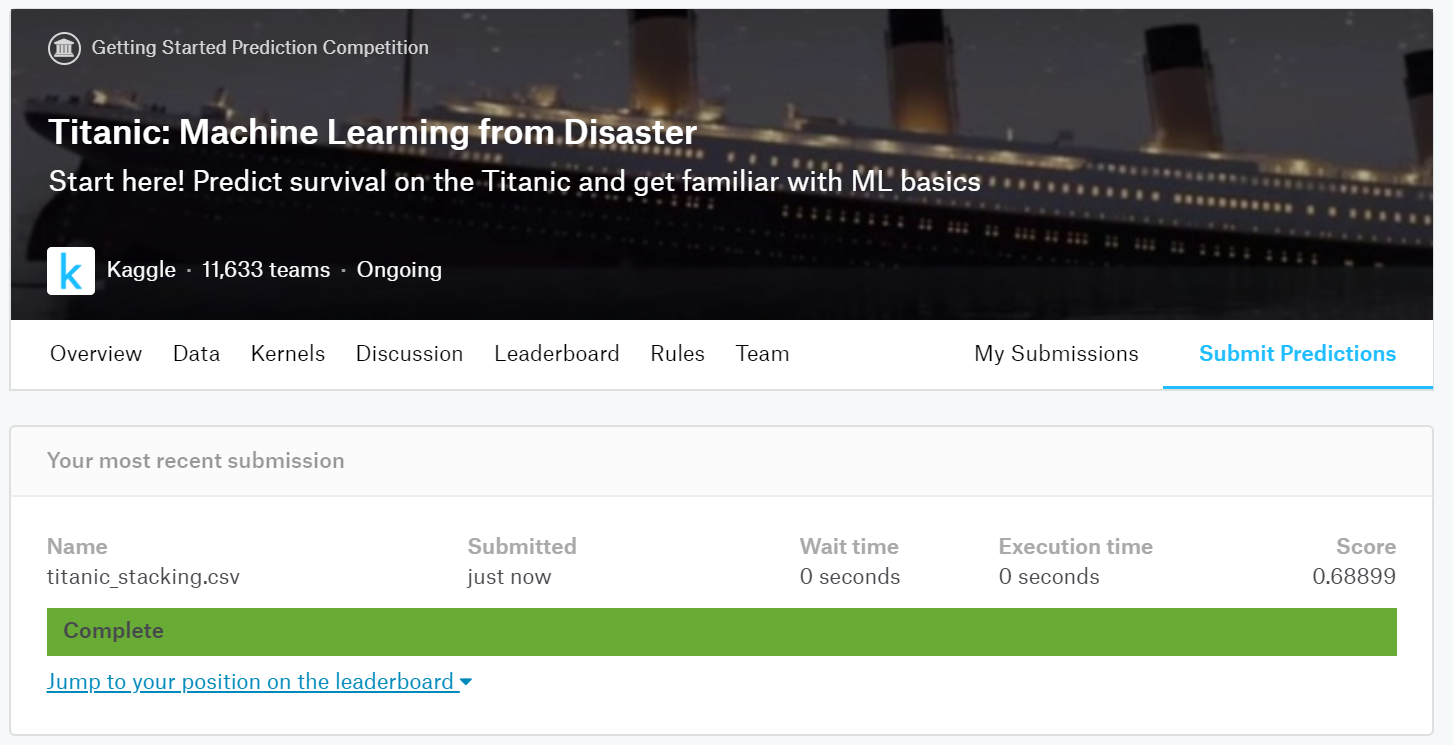 Getting Started Prediction Competition
Titanic: Machine Learning from Disaster
Start here! Predict survival on the Titanic and get familiar with ML basics
k
Kaggle · 11,633 teams · Ongoing
Overview Data Kernels Discussion Leaderboard Rules Team My Submissions Submit Predictions
Your most recent submission
Name Submitted Wait time Execution time Score
titanic_stacking.csv just now 0 seconds 0 seconds 0.68899
Complete
Jump to your position on the leaderboard